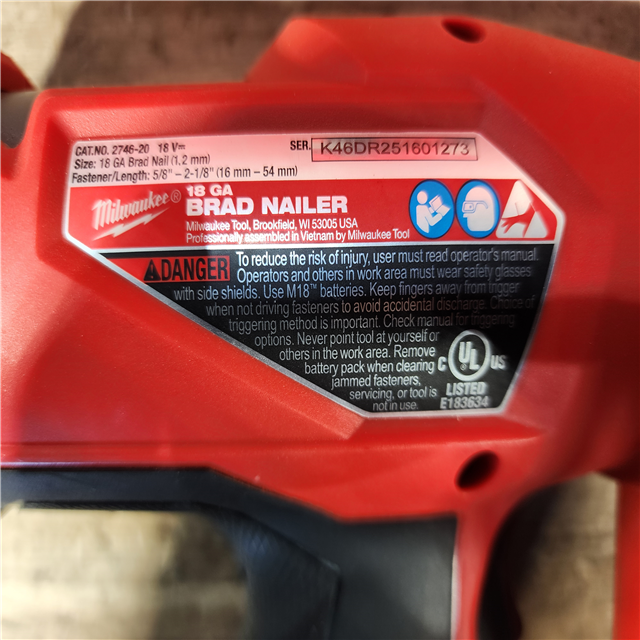 CAT.NO. 2746-20 18 V⎓
SER. K46DR251601273
Size: 18 GA Brad Nail (1.2 mm)
Fastener/Length: 5/8" – 2-1/8" (16 mm – 54 mm)
Milwaukee®
18 GA
BRAD NAILER
Milwaukee Tool, Brookfield, WI 53005 USA
Professionally assembled in Vietnam by Milwaukee Tool
DANGER To reduce the risk of injury, user must read operator's manual.
Operators and others in work area must wear safety glasses
with side shields. Use M18™ batteries. Keep fingers away from trigger
when not driving fasteners to avoid accidental discharge. Choice of
triggering method is important. Check manual for triggering
options. Never point tool at yourself or
others in the work area. Remove
battery pack when clearing
jammed fasteners,
servicing, or tool is
not in use.
C UL US
LISTED
E183634